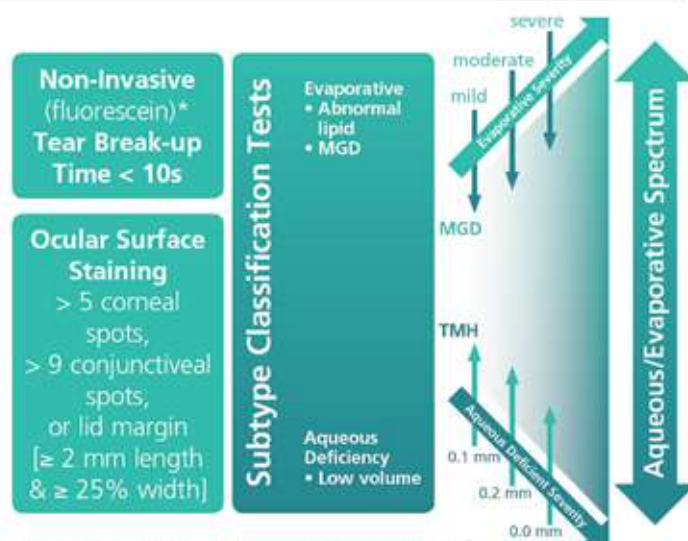 Non-Invasive
(fluorescein)*
Tear Break-up
Time < 10s
Ocular Surface
Staining
> 5 corneal
spots,
> 9 conjunctiveal
spots,
or lid margin
[≥ 2 mm length
& ≥ 25% width]
Subtype Classification Tests
Evaporative
• Abnormal
lipid
• MGD
Aqueous
Deficiency
• Low volume
severe
moderate
mild
Evaporative Severity
MGD
TMH
0.1 mm
0.2 mm
0.0 mm
Aqueous Deficient Severity
Aqueous/Evaporative Spectrum